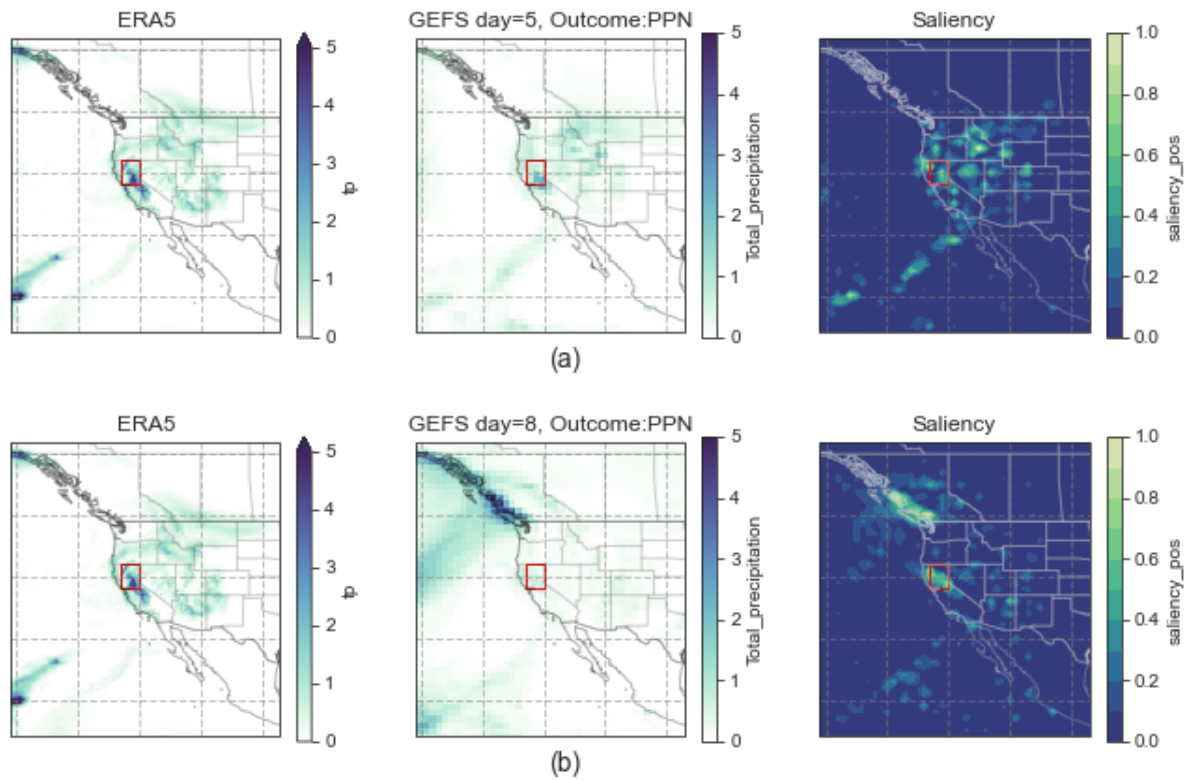 ERA5
GEFS day=5, Outcome:PPN
Saliency
5
4
3
2
1
0
tp
5
4
3
2
1
0
Total_precipitation
1.0
0.8
0.6
0.4
0.2
0.0
saliency_pos
(a)
ERA5
GEFS day=8, Outcome:PPN
Saliency
5
4
3
2
1
0
tp
5
4
3
2
1
0
Total_precipitation
1.0
0.8
0.6
0.4
0.2
0.0
saliency_pos
(b)